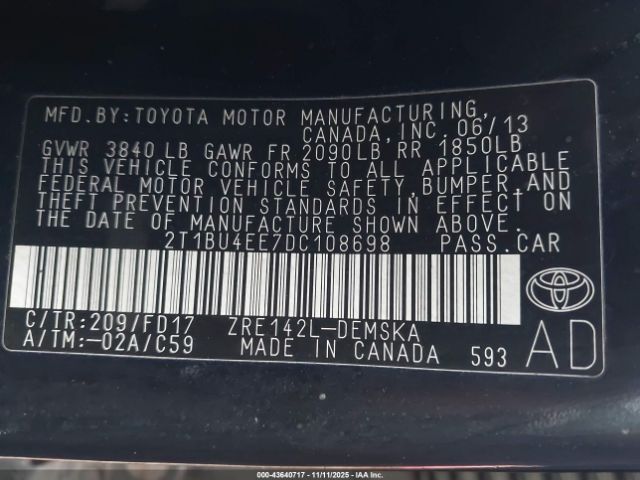 MFD.BY:TOYOTA MOTOR MANUFACTURING,
CANADA,INC. 06/13
GVWR 3840 LB GAWR FR 2090LB RR 1850LB
THIS VEHICLE CONFORMS TO ALL APPLICABLE
FEDERAL MOTOR VEHICLE SAFETY,BUMPER,AND
THEFT PREVENTION STANDARDS IN EFFECT ON
THE DATE OF MANUFACTURE SHOWN ABOVE.
2T1BU4EE7DC108698 PASS.CAR
C/TR:209/FD17 ZRE142L-DEMSKA
A/TM:-02A/C59 MADE IN CANADA 593
AD
000-43640717 - 11/11/2025 - IAA Inc.